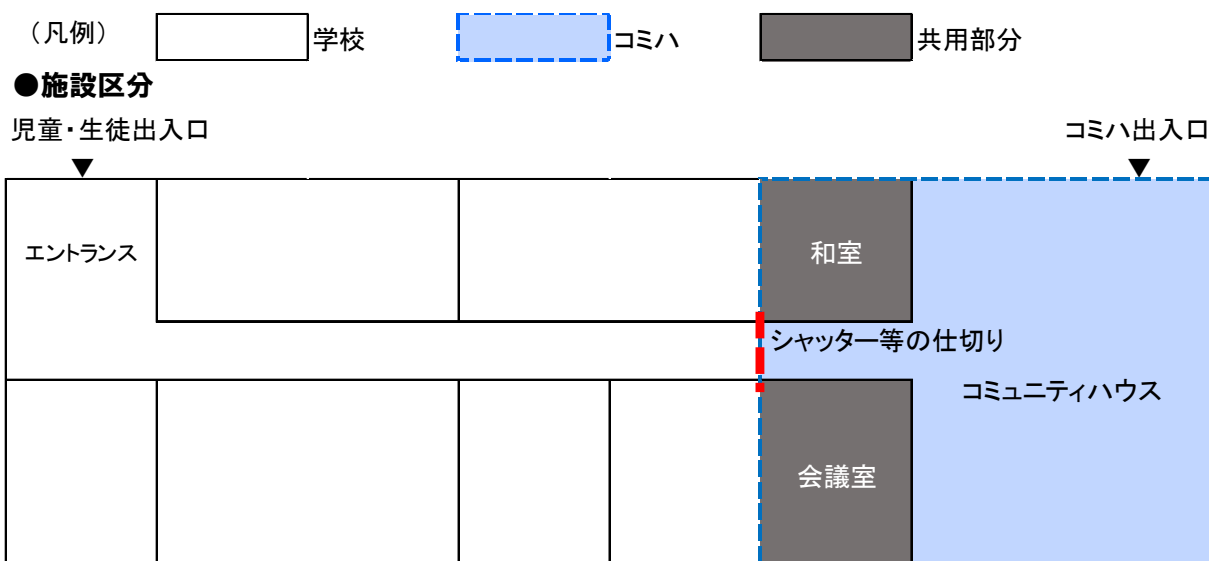 （凡例） 学校 コミハ 共用部分
●施設区分
児童・生徒出入口 コミハ出入口
▼ ▼
エントランス 和室
シャッター等の仕切り
コミュニティハウス
会議室